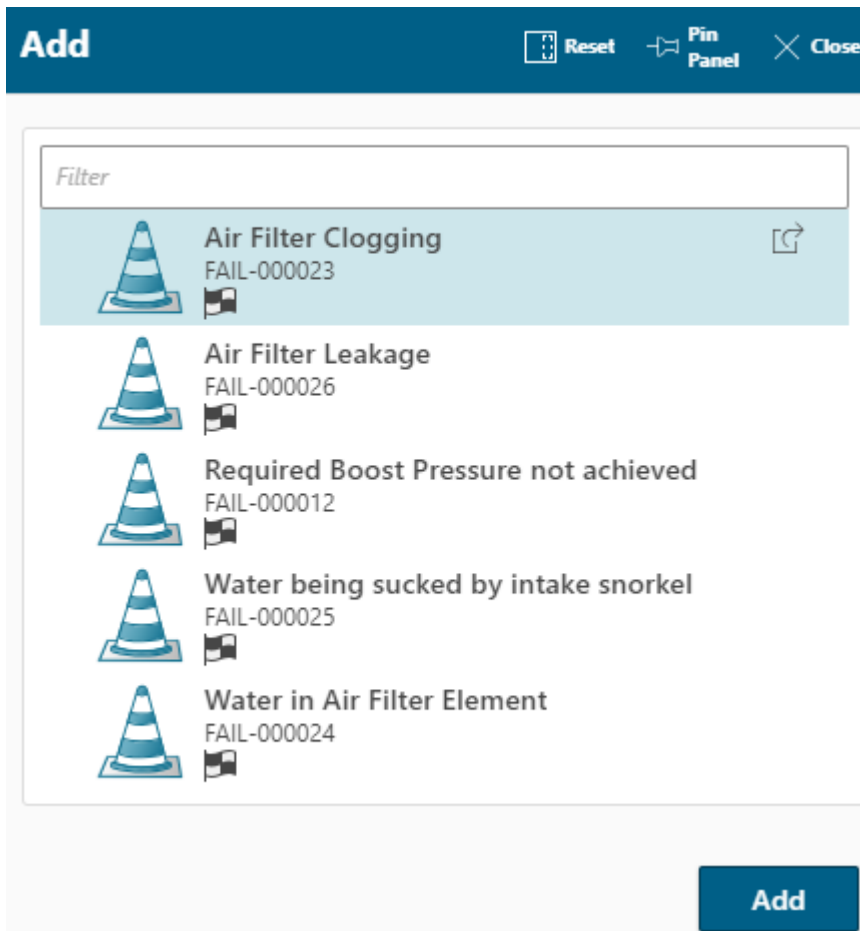 Add
Reset
Pin
Panel
Close
Filter
Air Filter Clogging
FAIL-000023
Air Filter Leakage
FAIL-000026
Required Boost Pressure not achieved
FAIL-000012
Water being sucked by intake snorkel
FAIL-000025
Water in Air Filter Element
FAIL-000024
Add